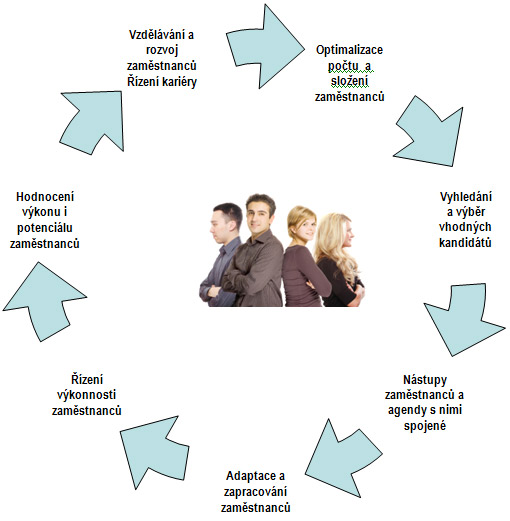 Vzdělávání a
rozvoj
zaměstnanců
Řízení kariéry
Optimalizace
počtu a
složení
zaměstnanců
Vyhledání
a výběr
vhodných
kandidátů
Nástupy
zaměstnanců a
agendy s nimi
spojené
Adaptace a
zapracování
zaměstnanců
Řízení
výkonnosti
zaměstnanců
Hodnocení
výkonu i
potenciálu
zaměstnanců